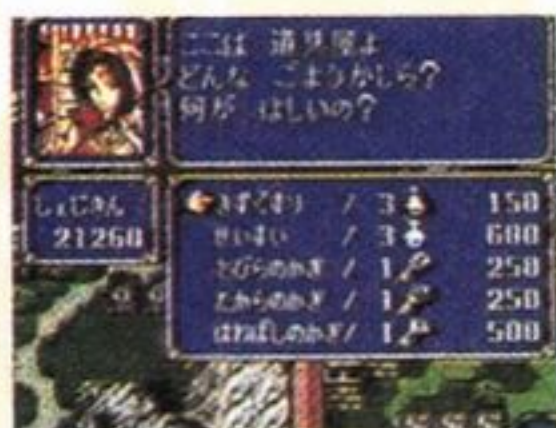 ここは 道具屋よ
どんな ごようかしら?
何が ほしいの?
しょじきん
21260
きずぐすり / 3 150
せいすい / 3 600
とびらのかぎ / 1 250
たからのかぎ / 1 250
はねばしのかぎ/ 1 500